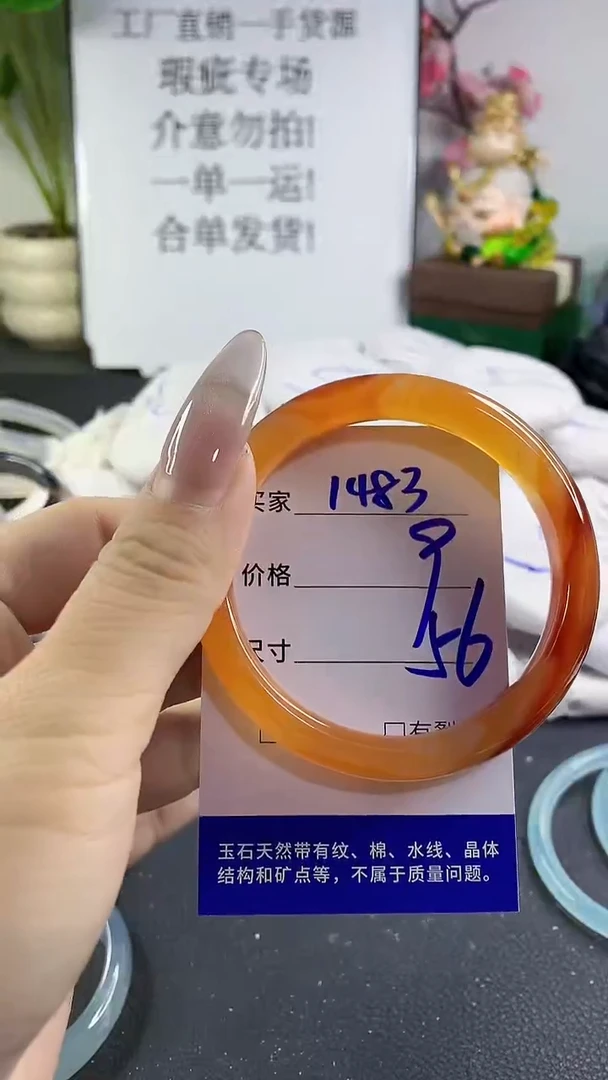 工厂直销一手货源
瑕疵专场
介意勿拍!
一单一运!
合单发货!
买家 1483
价格
尺寸 56
有裂
玉石天然带有纹、棉、水线、晶体
结构和矿点等，不属于质量问题。